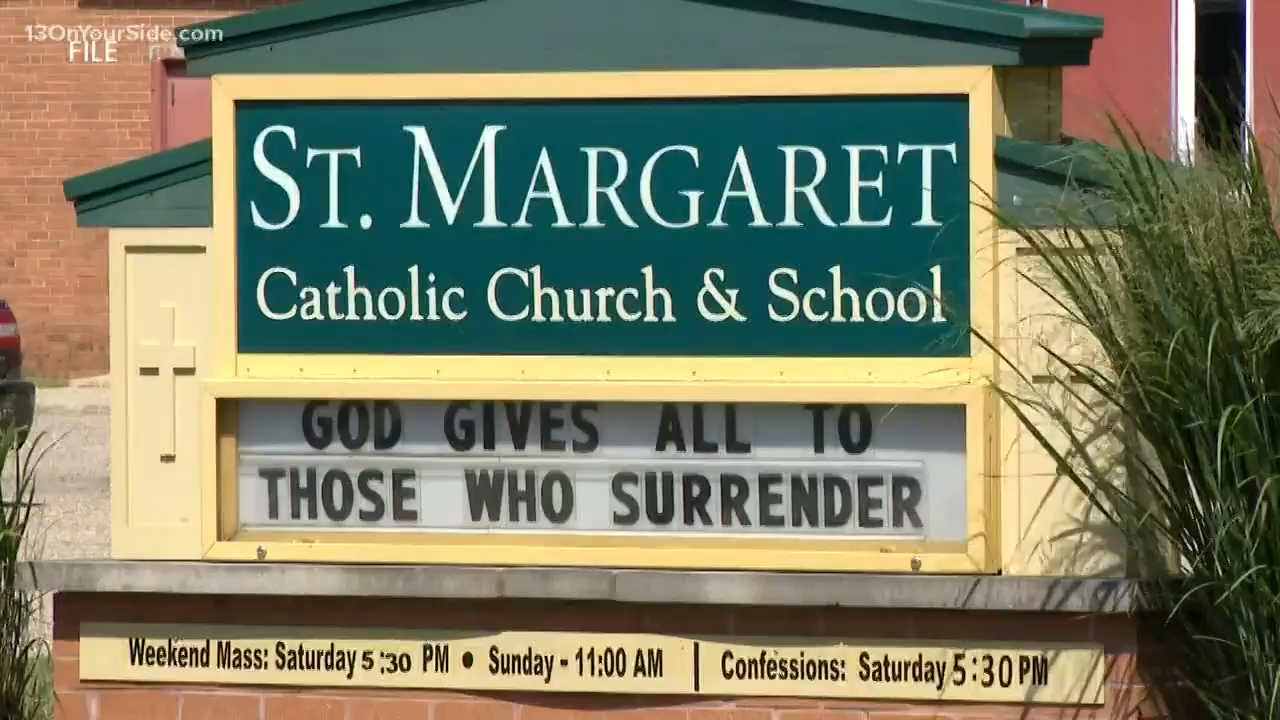 13OnYourSide.com
FILE
ST. MARGARET
Catholic Church & School
GOD GIVES ALL TO
THOSE WHO SURRENDER
Weekend Mass: Saturday 5:30 PM • Sunday - 11:00 AM | Confessions: Saturday 5:30 PM